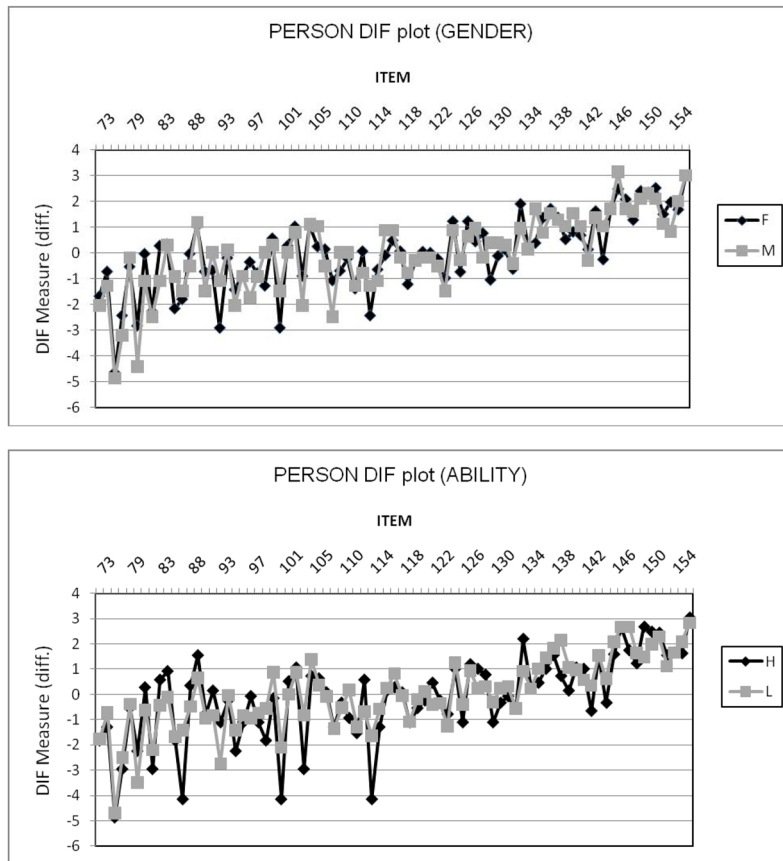 PERSON DIF plot (GENDER)
ITEM
73 79 83 88 93 97 101 105 110 114 118 122 126 130 134 138 142 146 150 154
4
3
2
1
0
-1
-2
-3
-4
-5
-6
DIF Measure (diff.)
F
M
PERSON DIF plot (ABILITY)
ITEM
73 79 83 88 93 97 101 105 110 114 118 122 126 130 134 138 142 146 150 154
4
3
2
1
0
-1
-2
-3
-4
-5
-6
DIF Measure (diff.)
H
L